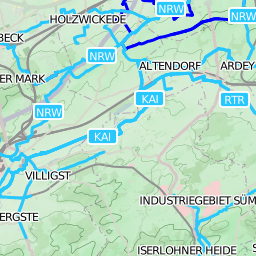 NRW
HOLZWICKEDE
NRW
BECK
NRW
ALTENDORF
ARDEY
ER MARK
KAI
RTR
NRW
KAI
VILLIGST
INDUSTRIEGEBIET SÜM
ERGSTE
ISERLOHNER HEIDE